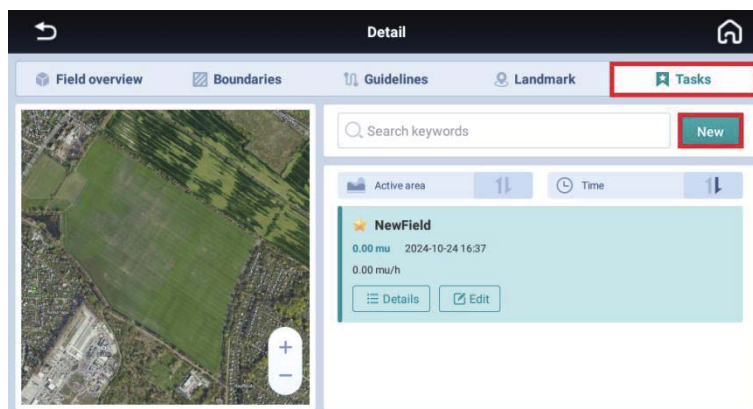 Detail
Field overview
Boundaries
Guidelines
Landmark
Tasks
Search keywords
New
Active area
Time
NewField
0.00 mu 2024-10-24 16:37
0.00 mu/h
Details
Edit
+
−